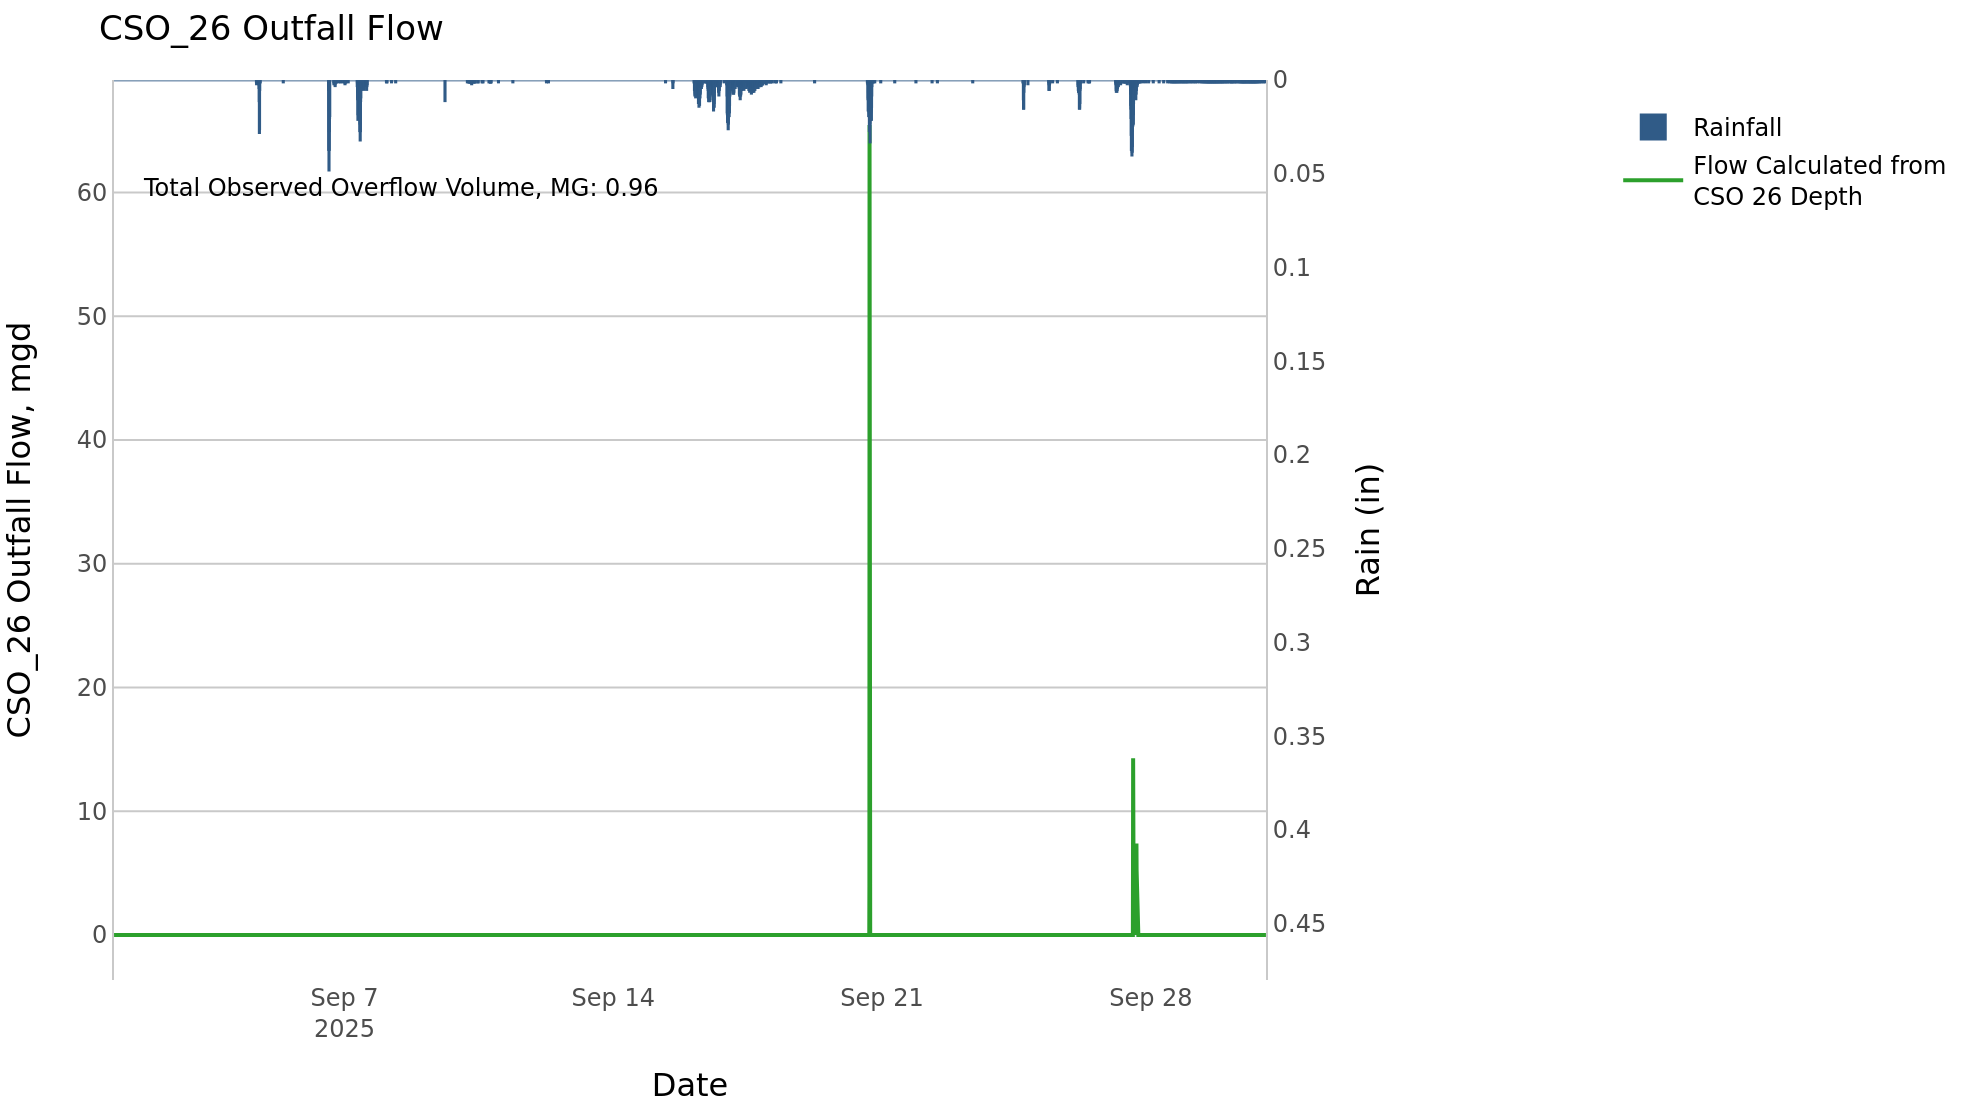 CSO_26 Outfall Flow
Total Observed Overflow Volume, MG: 0.96
CSO_26 Outfall Flow, mgd
60
50
40
30
20
10
0
0
0.05
0.1
0.15
0.2
0.25
0.3
0.35
0.4
0.45
Rain (in)
Sep 7
2025
Sep 14
Sep 21
Sep 28
Date
Rainfall
Flow Calculated from
CSO 26 Depth